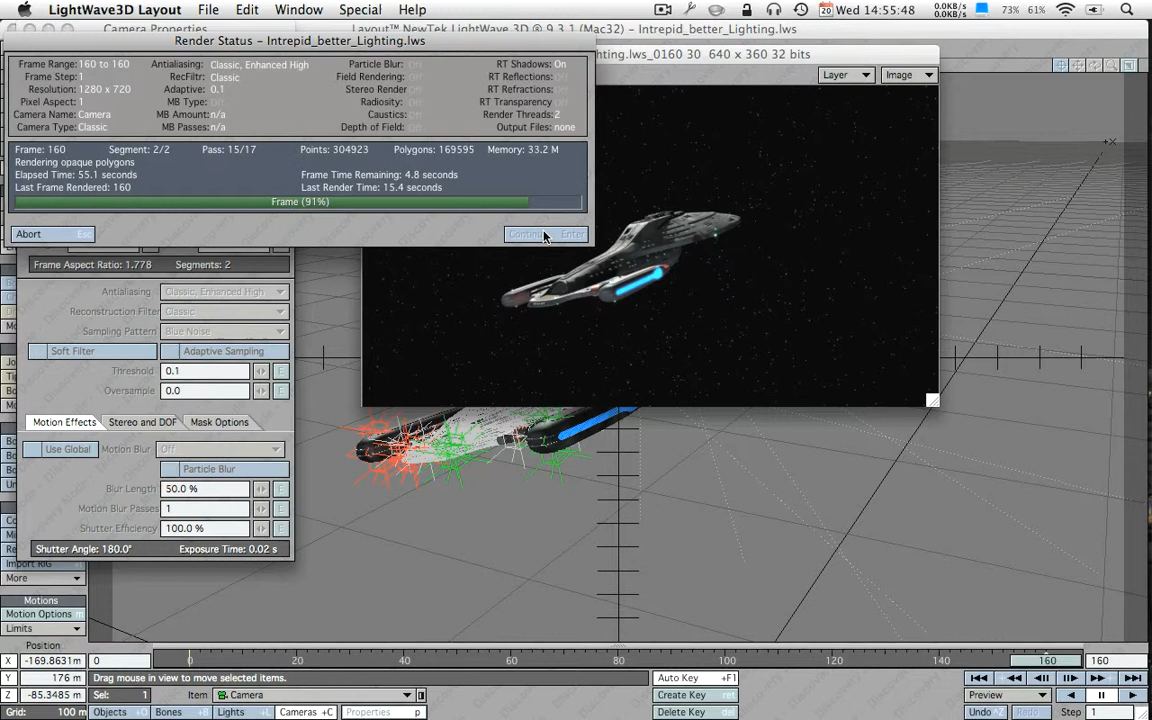 LightWave3D Layout File Edit Window Special Help 20 Wed 14:55:48 0.0KB/s 0.0KB/s 73% 61%
Camera Properties Layout™ NewTek LightWave 3D ® 9.3.1 (Mac32) - Intrepid_better_Lighting.lws
Render Status - Intrepid_better_Lighting.lws
hting.lws_0160 30 640 x 360 32 bits
Layer Image
Frame Range: 160 to 160 Antialiasing: Classic, Enhanced High Particle Blur: Off RT Shadows: On
Frame Step: 1 RecFiltr: Classic Field Rendering: Off RT Reflections: Off
Resolution: 1280 x 720 Adaptive: 0.1 Stereo Render Off RT Refractions: Off
Pixel Aspect: 1 MB Type: Off Radiosity: Off RT Transparency Off
Camera Name: Camera MB Amount: n/a Caustics: Off Render Threads: 2
Camera Type: Classic MB Passes: n/a Depth of Field: Off Output Files: none
Frame: 160 Segment: 2/2 Pass: 15/17 Points: 304923 Polygons: 169595 Memory: 33.2 M
Rendering opaque polygons
Elapsed Time: 55.1 seconds Frame Time Remaining: 4.8 seconds
Last Frame Rendered: 160 Last Render Time: 15.4 seconds
Frame (91%)
Abort Esc Continue Enter
Frame Aspect Ratio: 1.778 Segments: 2
Antialiasing: Classic, Enhanced High
Reconstruction Filter Classic
Sampling Pattern Blue Noise
Soft Filter Adaptive Sampling
Threshold 0.1 E
Oversample 0.0 E
Motion Effects Stereo and DOF Mask Options
Use Global Motion Blur Off
Particle Blur
Blur Length 50.0 % E
Motion Blur Passes 1 E
Shutter Efficiency 100.0 % E
Shutter Angle: 180.0° Exposure Time: 0.02 s
Import RIG
More
Motions
Motion Options m
Limits
Position
X -169.8631m 0 0 20 40 60 80 100 120 140 160 160
Y 176 m Drag mouse in view to move selected items. Auto Key +F1
Z -85.3485m Sel: 1 Item Camera Create Key ret Preview
Grid: 100 m Objects +O Bones +B Lights +L Cameras +C Properties p Delete Key Undo ^Z Redo Step 1